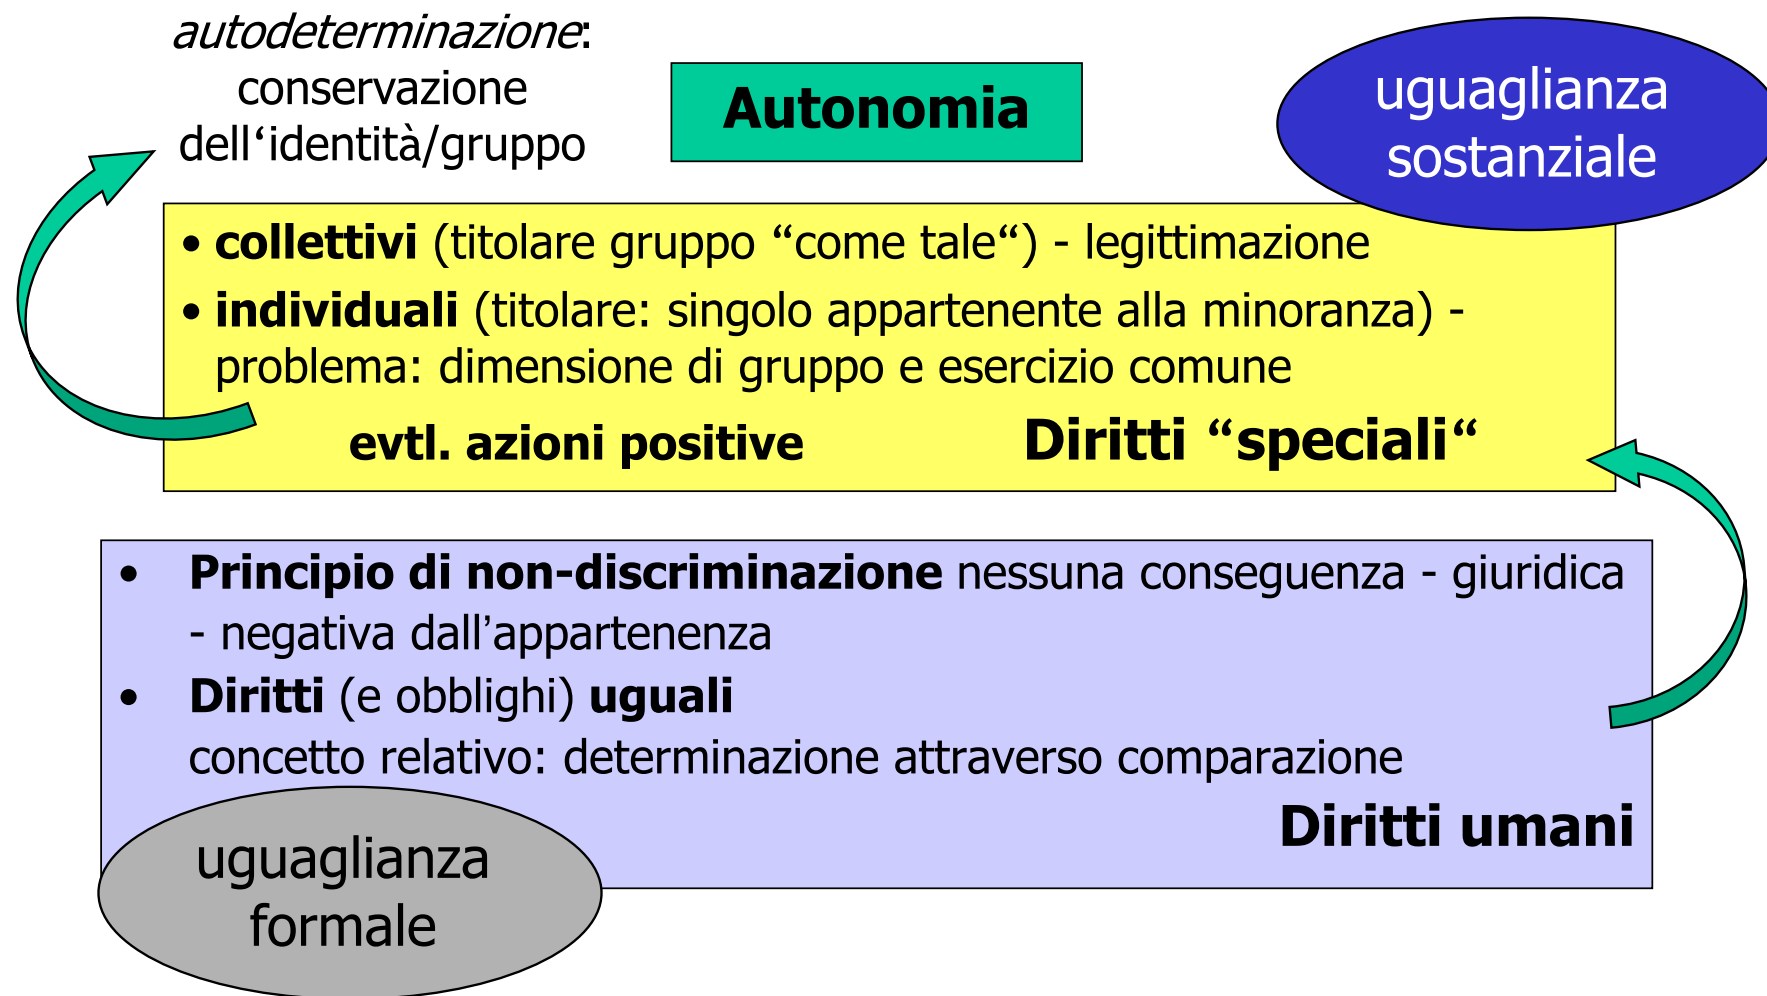 autodeterminazione:
conservazione
dell‘identità/gruppo
Autonomia
uguaglianza
sostanziale
• collettivi (titolare gruppo “come tale“) - legittimazione
• individuali (titolare: singolo appartenente alla minoranza) -
problema: dimensione di gruppo e esercizio comune
evtl. azioni positive
Diritti “speciali“
• Principio di non-discriminazione nessuna conseguenza - giuridica
- negativa dall’appartenenza
• Diritti (e obblighi) uguali
concetto relativo: determinazione attraverso comparazione
Diritti umani
uguaglianza
formale